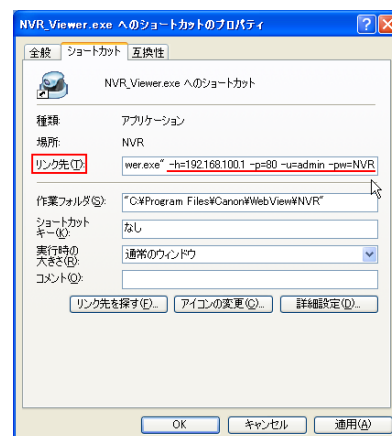 NVR_Viewer.exe へのショートカットのプロパティ
全般 ショートカット 互換性
NVR_Viewer.exe へのショートカット
種類: アプリケーション
場所: NVR
リンク先(T): wer.exe" -h=192.168.100.1 -p=80 -u=admin -pw=NVR
作業フォルダ(S): "C:¥Program Files¥Canon¥WebView¥NVR"
ショートカット
キー(K): なし
実行時の
大きさ(R): 通常のウィンドウ
コメント(O):
リンク先を探す(F)... アイコンの変更(C)... 詳細設定(D)...
OK キャンセル 適用(A)